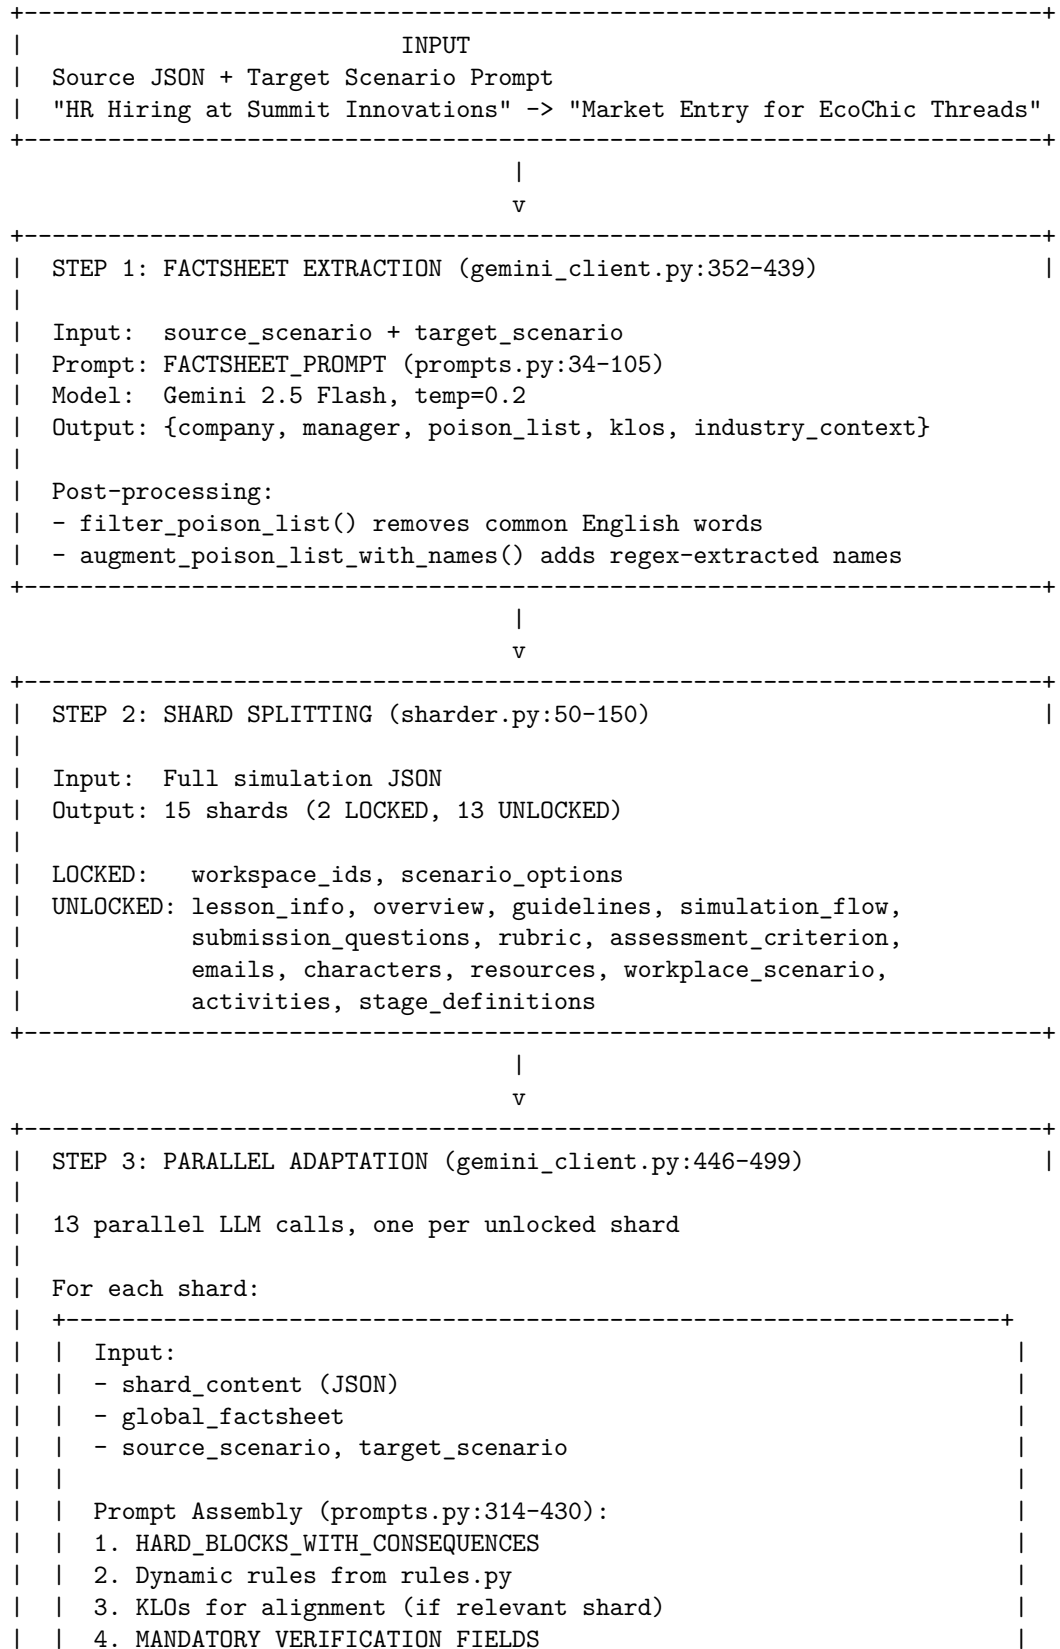 +-------------------------------------------------------------------------+
| INPUT
| Source JSON + Target Scenario Prompt
| "HR Hiring at Summit Innovations" -> "Market Entry for EcoChic Threads"
+-------------------------------------------------------------------------+
|
v
+-------------------------------------------------------------------------+
| STEP 1: FACTSHEET EXTRACTION (gemini_client.py:352-439) |
|
| Input: source_scenario + target_scenario
| Prompt: FACTSHEET_PROMPT (prompts.py:34-105)
| Model: Gemini 2.5 Flash, temp=0.2
| Output: {company, manager, poison_list, klos, industry_context}
|
| Post-processing:
| - filter_poison_list() removes common English words
| - augment_poison_list_with_names() adds regex-extracted names
+-------------------------------------------------------------------------+
|
v
+-------------------------------------------------------------------------+
| STEP 2: SHARD SPLITTING (sharder.py:50-150) |
|
| Input: Full simulation JSON
| Output: 15 shards (2 LOCKED, 13 UNLOCKED)
|
| LOCKED: workspace_ids, scenario_options
| UNLOCKED: lesson_info, overview, guidelines, simulation_flow,
| submission_questions, rubric, assessment_criterion,
| emails, characters, resources, workplace_scenario,
| activities, stage_definitions
+-------------------------------------------------------------------------+
|
v
+-------------------------------------------------------------------------+
| STEP 3: PARALLEL ADAPTATION (gemini_client.py:446-499) |
|
| 13 parallel LLM calls, one per unlocked shard
|
| For each shard:
| +-------------------------------------------------------------------+
| | Input: |
| | - shard_content (JSON) |
| | - global_factsheet |
| | - source_scenario, target_scenario |
| | |
| | Prompt Assembly (prompts.py:314-430): |
| | 1. HARD_BLOCKS_WITH_CONSEQUENCES |
| | 2. Dynamic rules from rules.py |
| | 3. KLOs for alignment (if relevant shard) |
| | 4. MANDATORY VERIFICATION FIELDS |